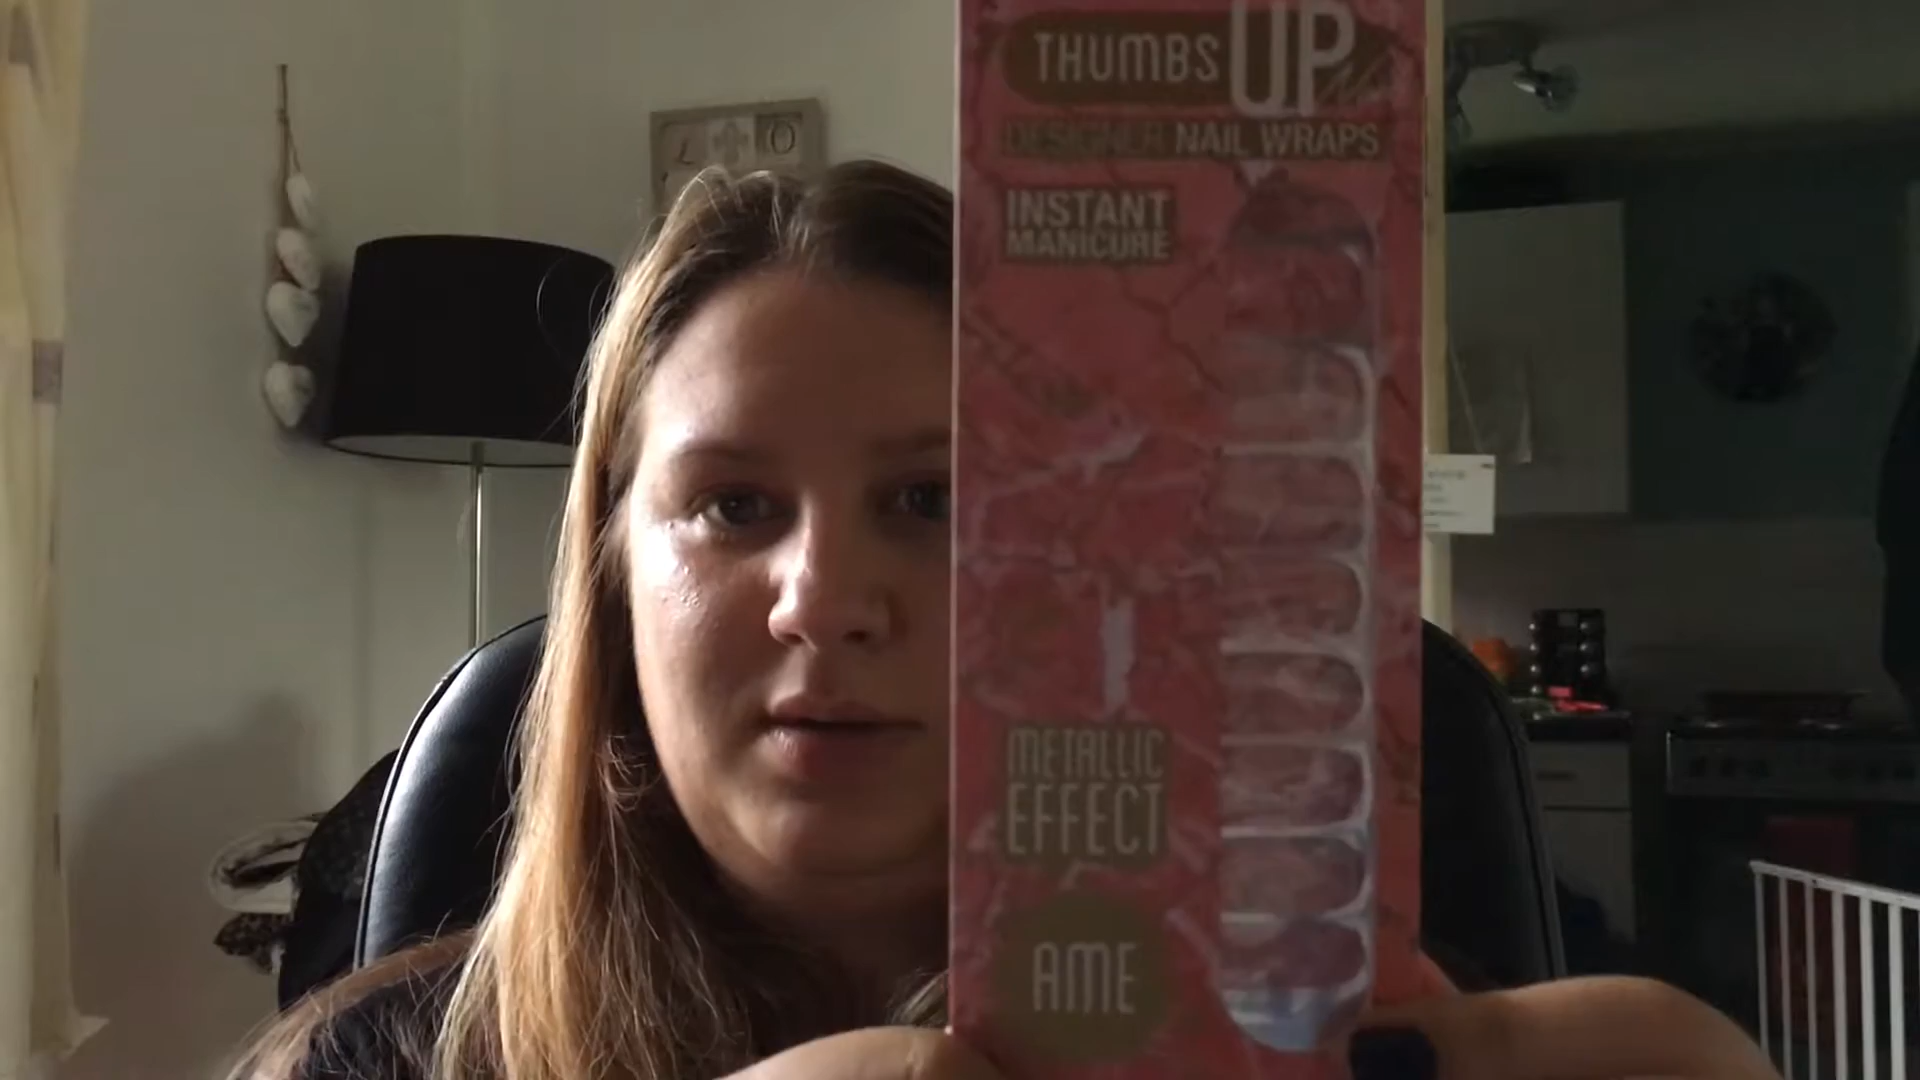 L O
THUMBS UP
DESIGNER NAIL WRAPS
INSTANT
MANICURE
METALLIC
EFFECT
AME